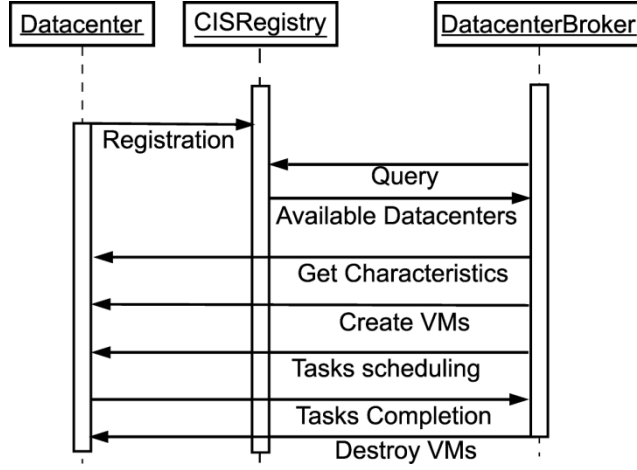 Datacenter
CISRegistry
DatacenterBroker
Registration
Query
Available Datacenters
Get Characteristics
Create VMs
Tasks scheduling
Tasks Completion
Destroy VMs